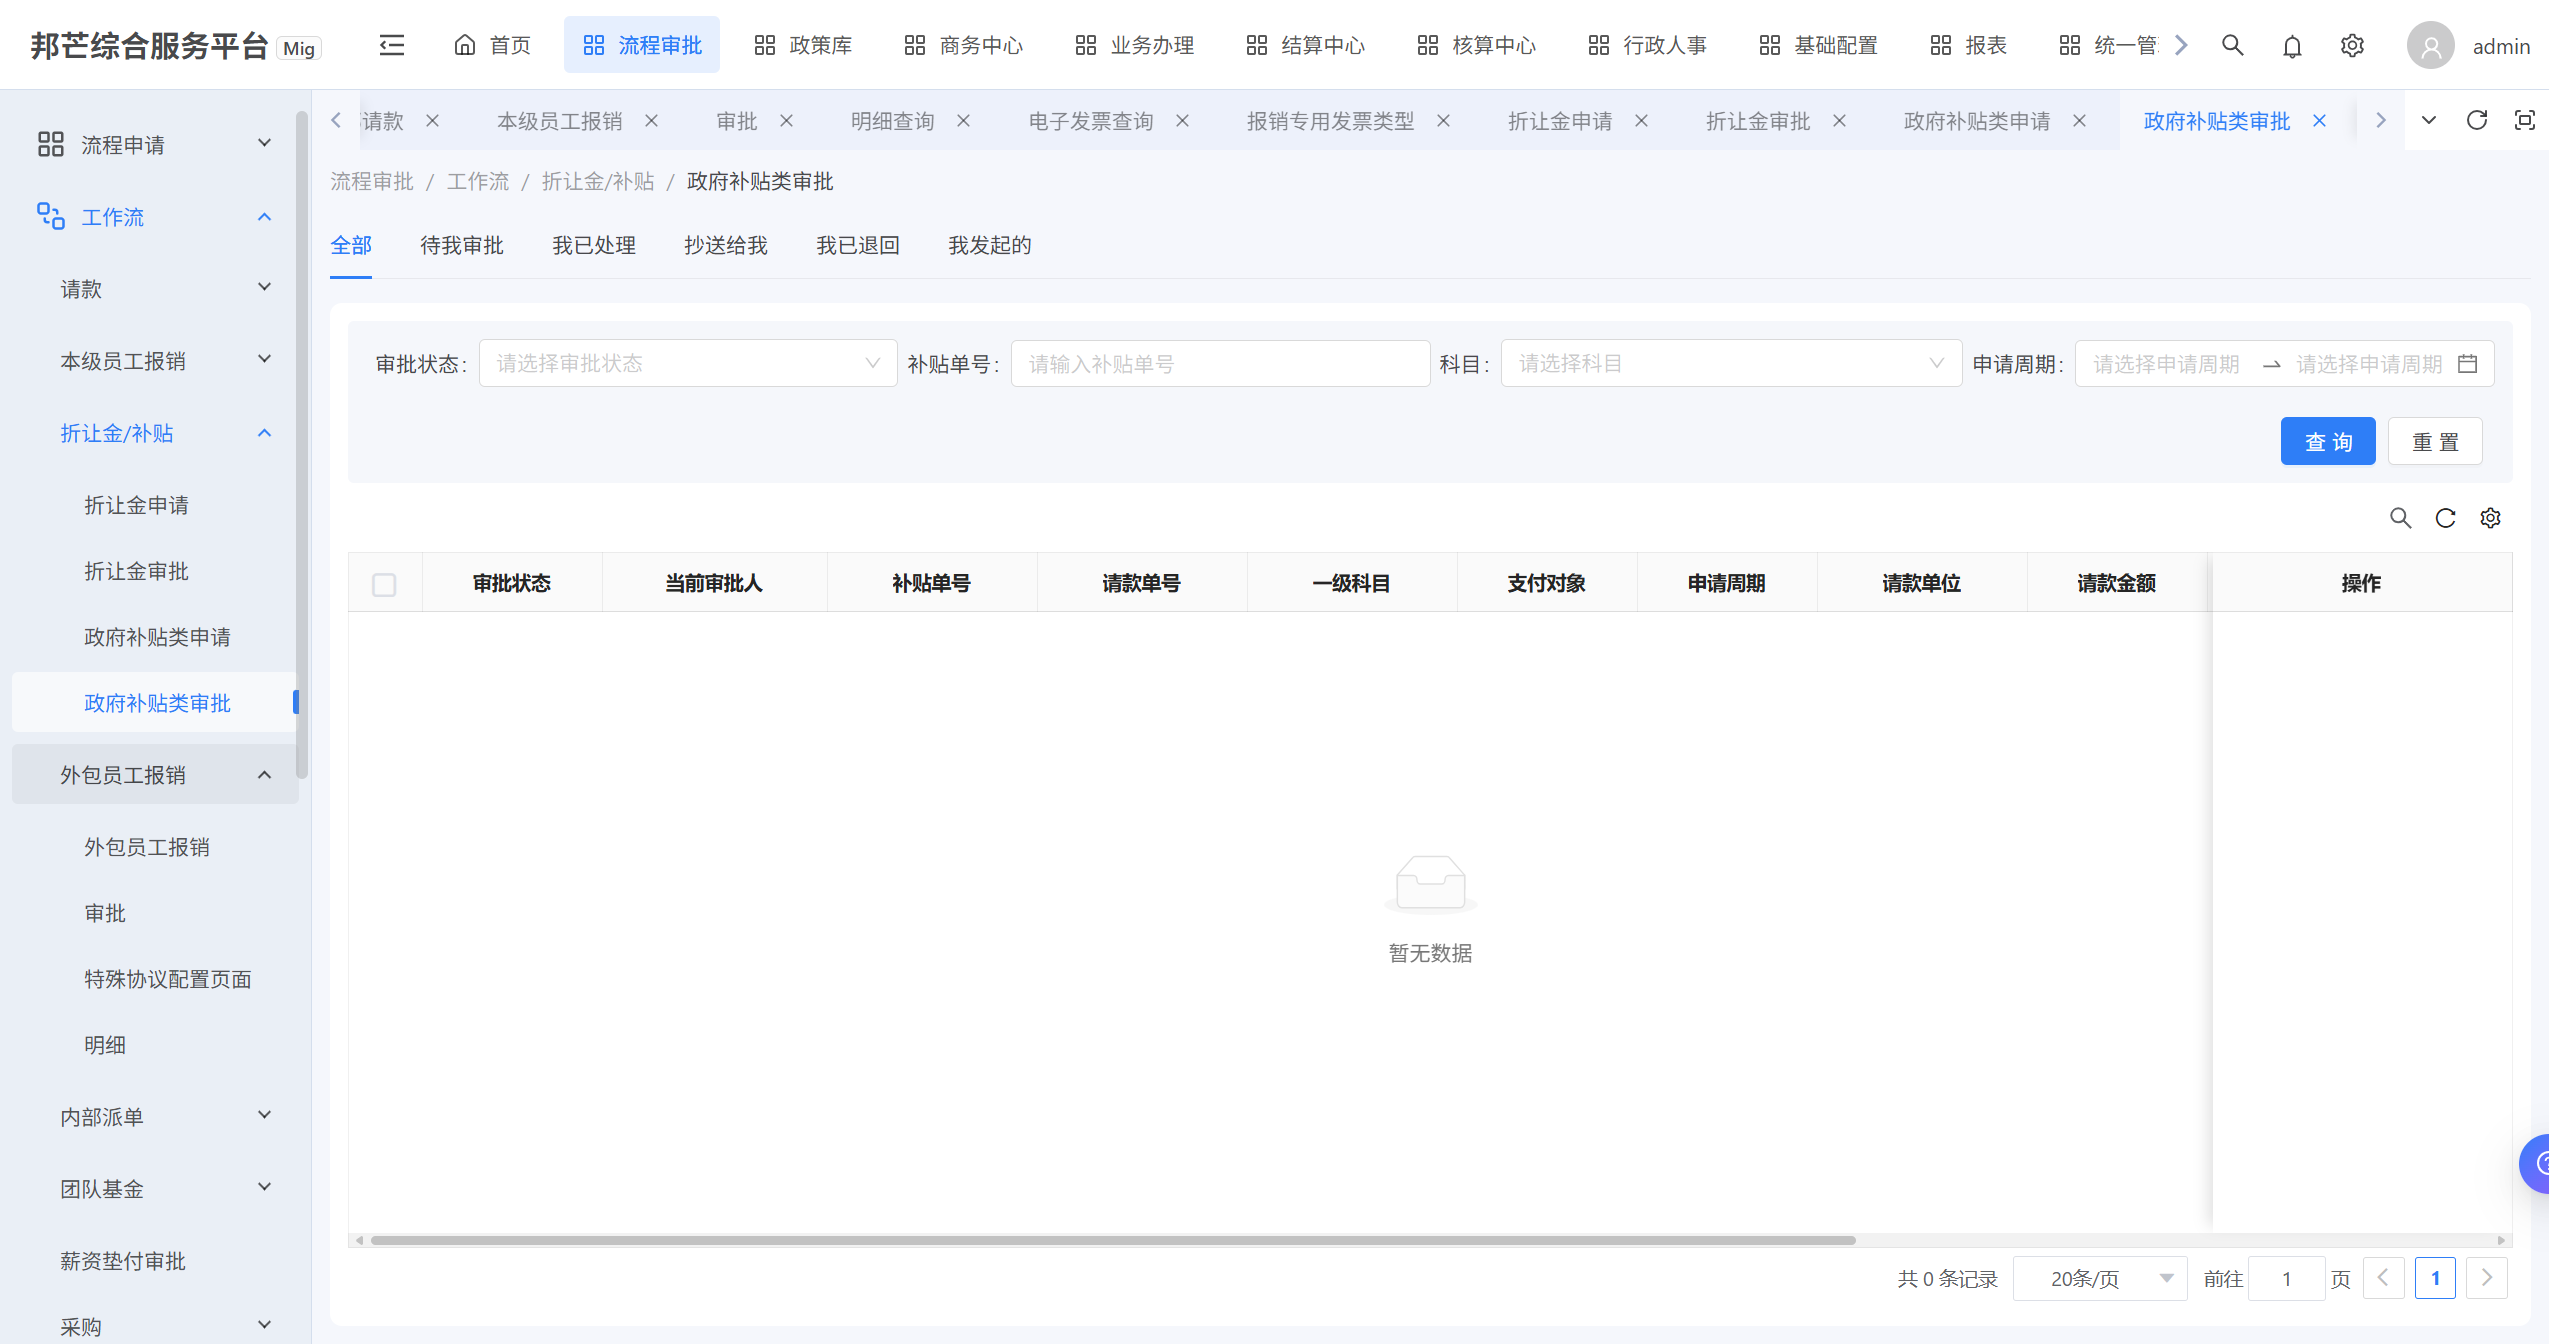 邦芒综合服务平台 Mig
首页 流程审批 政策库 商务中心 业务办理 结算中心 核算中心 行政人事 基础配置 报表 统一管
admin
流程申请
工作流
请款
本级员工报销
折让金/补贴
折让金申请
折让金审批
政府补贴类申请
政府补贴类审批
外包员工报销
外包员工报销
审批
特殊协议配置页面
明细
内部派单
团队基金
薪资垫付审批
采购
请款 本级员工报销 审批 明细查询 电子发票查询 报销专用发票类型 折让金申请 折让金审批 政府补贴类申请 政府补贴类审批
流程审批 / 工作流 / 折让金/补贴 / 政府补贴类审批
全部 待我审批 我已处理 抄送给我 我已退回 我发起的
审批状态: 请选择审批状态 补贴单号: 请输入补贴单号 科目: 请选择科目 申请周期: 请选择申请周期 请选择申请周期
查 询 重 置
审批状态 当前审批人 补贴单号 请款单号 一级科目 支付对象 申请周期 请款单位 请款金额 操作
暂无数据
共 0 条记录 20条/页 前往 1 页 1